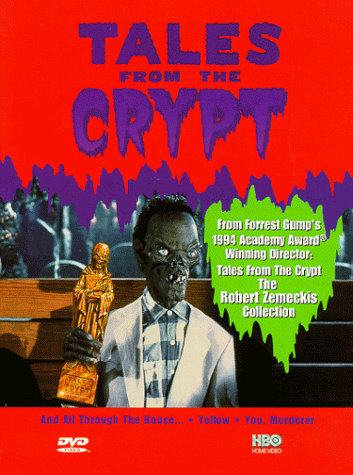 TALES
FROM THE
CRYPT
From Forrest Gump's
1994 Academy Award®
Winning Director:
Tales From The Crypt
The
Robert Zemeckis
Collection
And All Through The House... • Yellow • You, Murderer
DVD
VIDEO
HBO
HOME VIDEO